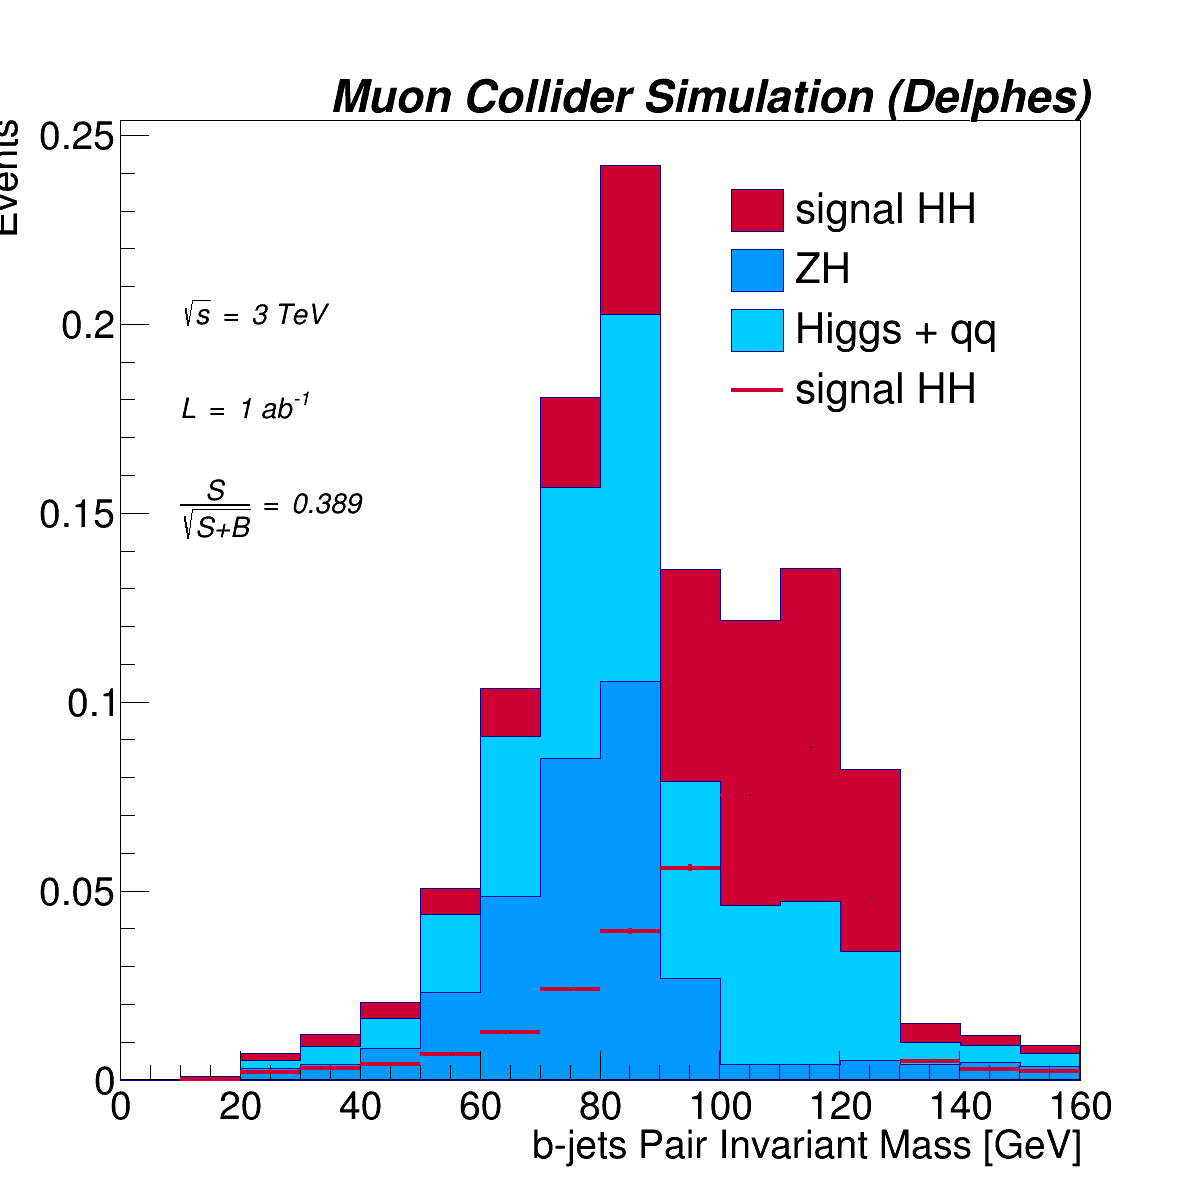 Muon Collider Simulation (Delphes)
Events
0.25
0.2
0.15
0.1
0.05
0
√s = 3 TeV
L = 1 ab⁻¹
S
√S+B = 0.389
signal HH
ZH
Higgs + qq
signal HH
0 20 40 60 80 100 120 140 160
b-jets Pair Invariant Mass [GeV]